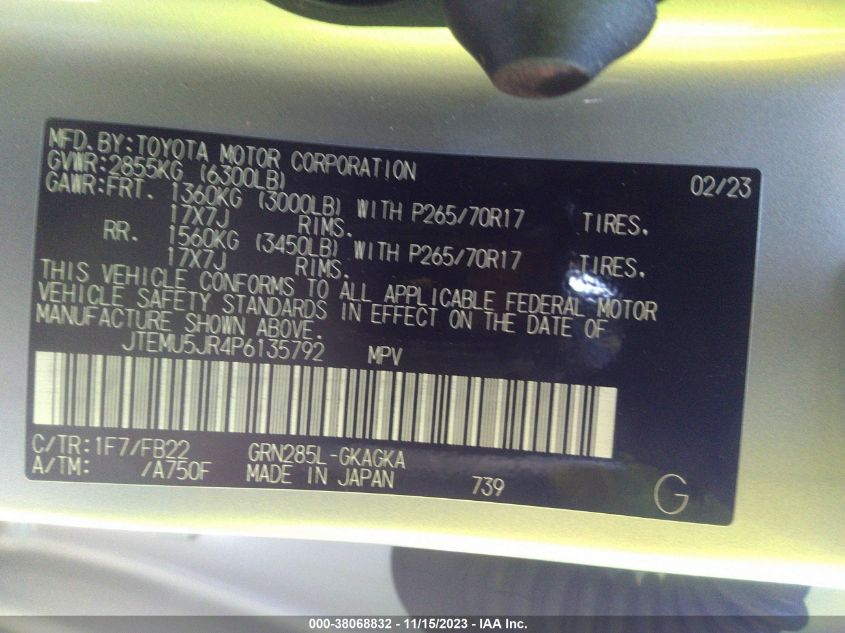 MFD.BY:TOYOTA MOTOR CORPORATION 02/23
GVWR:2855KG (6300LB)
GAWR:FRT. 1360KG (3000LB) WITH P265/70R17 TIRES.
17X7J RIMS.
RR. 1560KG (3450LB) WITH P265/70R17 TIRES.
17X7J RIMS.
THIS VEHICLE CONFORMS TO ALL APPLICABLE FEDERAL MOTOR
VEHICLE SAFETY STANDARDS IN EFFECT ON THE DATE OF
MANUFACTURE SHOWN ABOVE.
JTEMU5JR4P6135792 MPV
C/TR:1F7/FB22 GRN285L-GKAGKA
A/TM: /A750F MADE IN JAPAN 739 G
000-38068832 - 11/15/2023 - IAA Inc.